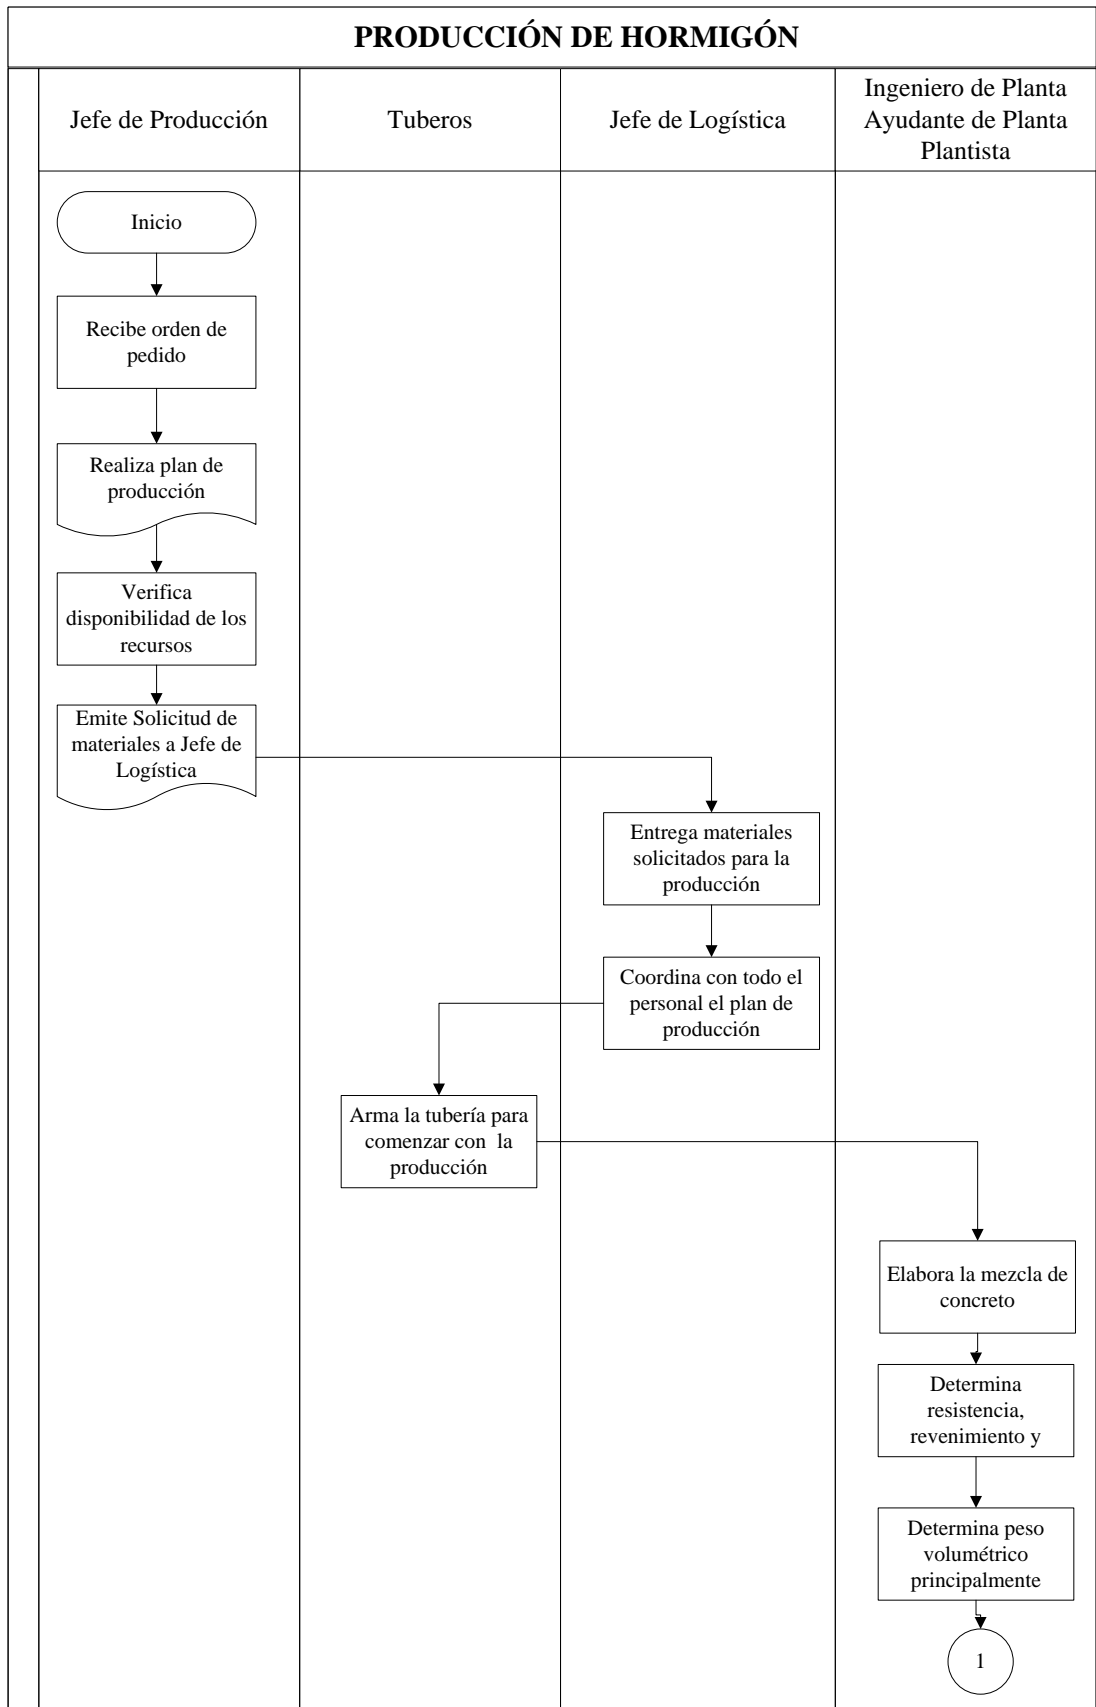 PRODUCCIÓN DE HORMIGÓN
Jefe de Producción
Tuberos
Jefe de Logística
Ingeniero de Planta
Ayudante de Planta
Plantista
Inicio
Recibe orden de
pedido
Realiza plan de
producción
Verifica
disponibilidad de los
recursos
Emite Solicitud de
materiales a Jefe de
Logística
Entrega materiales
solicitados para la
producción
Coordina con todo el
personal el plan de
producción
Arma la tubería para
comenzar con la
producción
Elabora la mezcla de
concreto
Determina
resistencia,
revenimiento y
Determina peso
volumétrico
principalmente
1